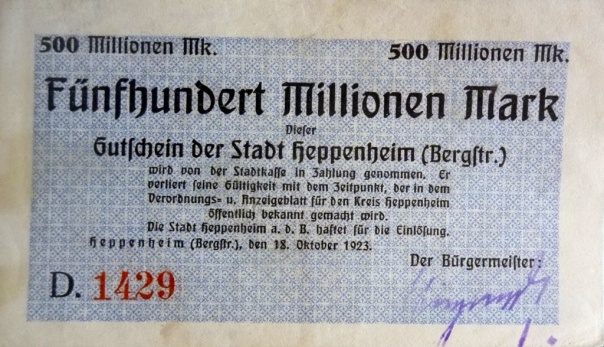 500 Millionen Mk. 500 Millionen Mk.
Fünfhundert Millionen Mark
Dieser
Gutschein der Stadt Heppenheim (Bergstr.)
wird von der Stadtkasse in Zahlung genommen. Er
verliert seine Gültigkeit mit dem Zeitpunkt, der in dem
Verordnungs- u. Anzeigeblatt für den Kreis Heppenheim
öffentlich bekannt gemacht wird.
Die Stadt Heppenheim a. d. B. haftet für die Einlösung.
Heppenheim (Bergstr.), den 18. Oktober 1923.
Der Bürgermeister:
D. 1429